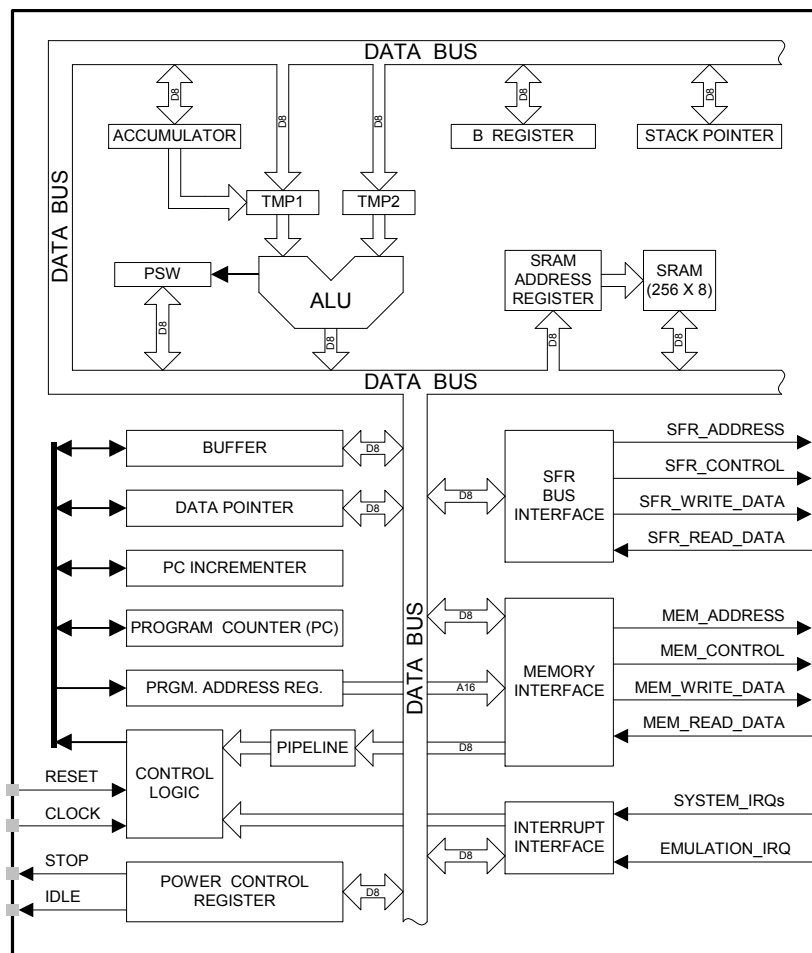 DATA BUS
D8
D8
D8
D8
D8
ACCUMULATOR
B REGISTER
STACK POINTER
DATA BUS
TMP1
TMP2
PSW
ALU
SRAM
ADDRESS
REGISTER
SRAM
(256 X 8)
D8
D8
D8
D8
DATA BUS
BUFFER
D8
DATA POINTER
D8
PC INCREMENTER
PROGRAM COUNTER (PC)
PRGM. ADDRESS REG.
A16
DATA BUS
D8
SFR
BUS
INTERFACE
SFR_ADDRESS
SFR_CONTROL
SFR_WRITE_DATA
SFR_READ_DATA
D8
MEMORY
INTERFACE
MEM_ADDRESS
MEM_CONTROL
MEM_WRITE_DATA
MEM_READ_DATA
PIPELINE
D8
RESET
CLOCK
CONTROL
LOGIC
INTERRUPT
INTERFACE
SYSTEM_IRQs
EMULATION_IRQ
D8
STOP
IDLE
POWER CONTROL
REGISTER
D8